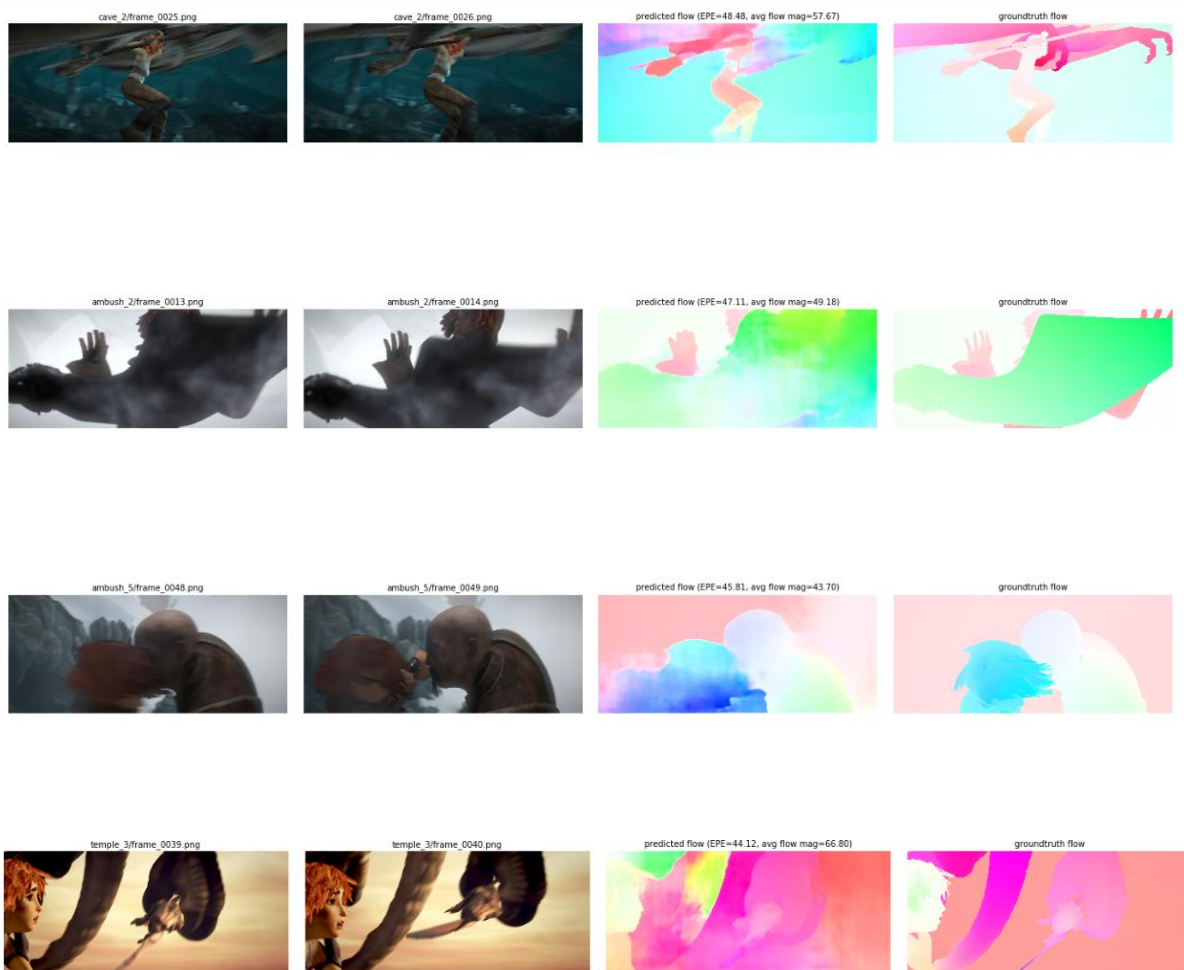 cave_2/frame_0025.png
cave_2/frame_0026.png
predicted flow (EPE=48.48, avg flow mag=57.67)
groundtruth flow
ambush_2/frame_0013.png
ambush_2/frame_0014.png
predicted flow (EPE=47.11, avg flow mag=49.18)
groundtruth flow
ambush_5/frame_0048.png
ambush_5/frame_0049.png
predicted flow (EPE=45.81, avg flow mag=43.70)
groundtruth flow
temple_3/frame_0039.png
temple_3/frame_0040.png
predicted flow (EPE=44.12, avg flow mag=66.80)
groundtruth flow